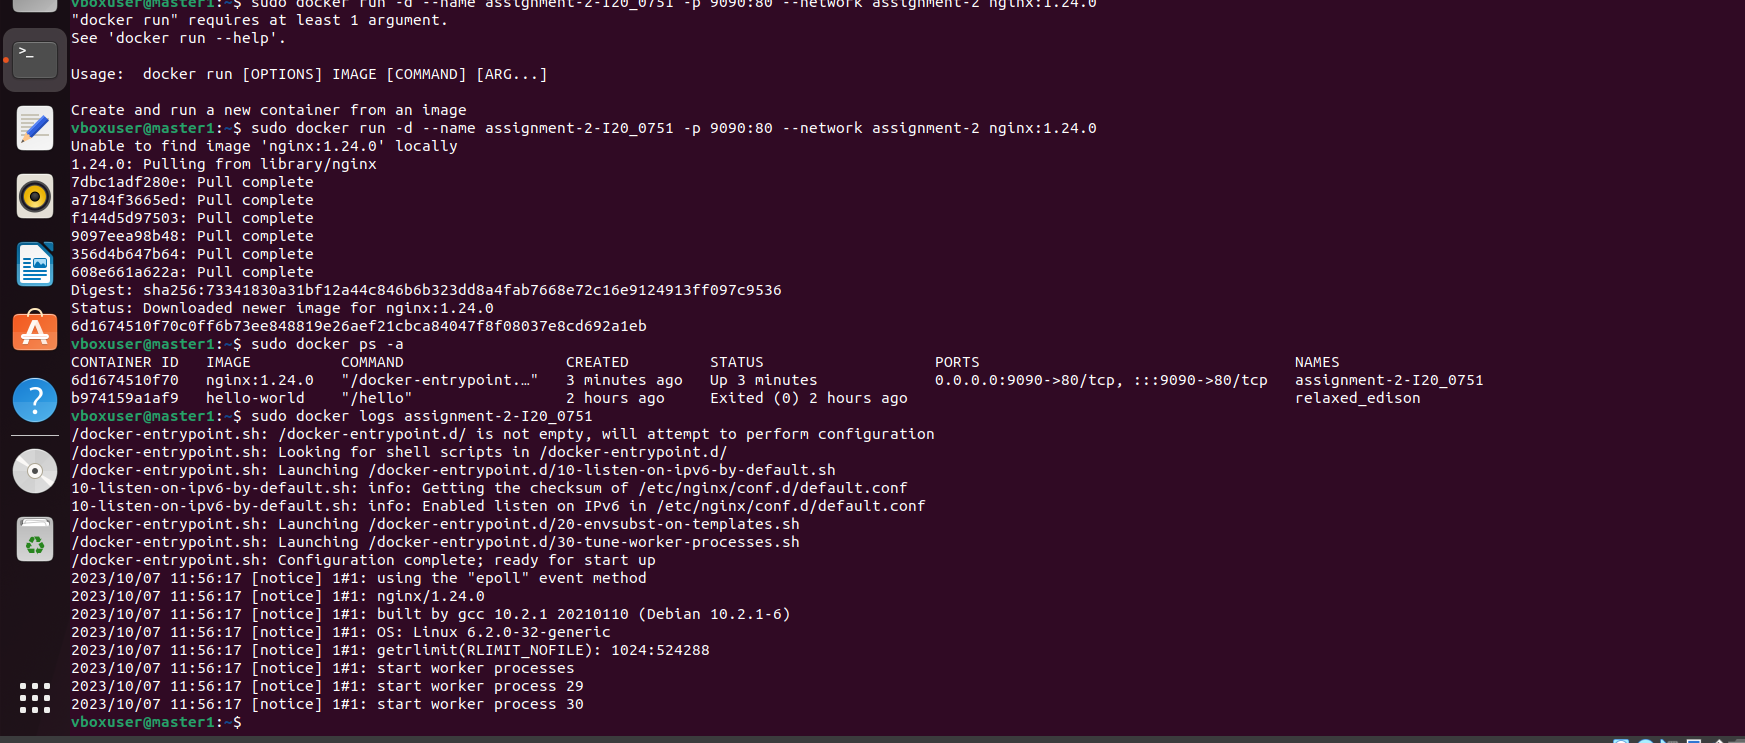 vboxuser@master1:~$ sudo docker run -d --name assignment-2-I20_0751 -p 9090:80 --network assignment-2 nginx:1.24.0
"docker run" requires at least 1 argument.
See 'docker run --help'.
Usage:  docker run [OPTIONS] IMAGE [COMMAND] [ARG...]
Create and run a new container from an image
vboxuser@master1:~$ sudo docker run -d --name assignment-2-I20_0751 -p 9090:80 --network assignment-2 nginx:1.24.0
Unable to find image 'nginx:1.24.0' locally
1.24.0: Pulling from library/nginx
7dbc1adf280e: Pull complete
a7184f3665ed: Pull complete
f144d5d97503: Pull complete
9097eea98b48: Pull complete
356d4b647b64: Pull complete
608e661a622a: Pull complete
Digest: sha256:73341830a31bf12a44c846b6b323dd8a4fab7668e72c16e9124913ff097c9536
Status: Downloaded newer image for nginx:1.24.0
6d1674510f70c0ff6b73ee848819e26aef21cbca84047f8f08037e8cd692a1eb
vboxuser@master1:~$ sudo docker ps -a
CONTAINER ID   IMAGE          COMMAND                  CREATED         STATUS                   PORTS                                   NAMES
6d1674510f70   nginx:1.24.0   "/docker-entrypoint.…"   3 minutes ago   Up 3 minutes             0.0.0.0:9090->80/tcp, :::9090->80/tcp   assignment-2-I20_0751
b974159a1af9   hello-world    "/hello"                 2 hours ago     Exited (0) 2 hours ago                                           relaxed_edison
vboxuser@master1:~$ sudo docker logs assignment-2-I20_0751
/docker-entrypoint.sh: /docker-entrypoint.d/ is not empty, will attempt to perform configuration
/docker-entrypoint.sh: Looking for shell scripts in /docker-entrypoint.d/
/docker-entrypoint.sh: Launching /docker-entrypoint.d/10-listen-on-ipv6-by-default.sh
10-listen-on-ipv6-by-default.sh: info: Getting the checksum of /etc/nginx/conf.d/default.conf
10-listen-on-ipv6-by-default.sh: info: Enabled listen on IPv6 in /etc/nginx/conf.d/default.conf
/docker-entrypoint.sh: Launching /docker-entrypoint.d/20-envsubst-on-templates.sh
/docker-entrypoint.sh: Launching /docker-entrypoint.d/30-tune-worker-processes.sh
/docker-entrypoint.sh: Configuration complete; ready for start up
2023/10/07 11:56:17 [notice] 1#1: using the "epoll" event method
2023/10/07 11:56:17 [notice] 1#1: nginx/1.24.0
2023/10/07 11:56:17 [notice] 1#1: built by gcc 10.2.1 20210110 (Debian 10.2.1-6)
2023/10/07 11:56:17 [notice] 1#1: OS: Linux 6.2.0-32-generic
2023/10/07 11:56:17 [notice] 1#1: getrlimit(RLIMIT_NOFILE): 1024:524288
2023/10/07 11:56:17 [notice] 1#1: start worker processes
2023/10/07 11:56:17 [notice] 1#1: start worker process 29
2023/10/07 11:56:17 [notice] 1#1: start worker process 30
vboxuser@master1:~$